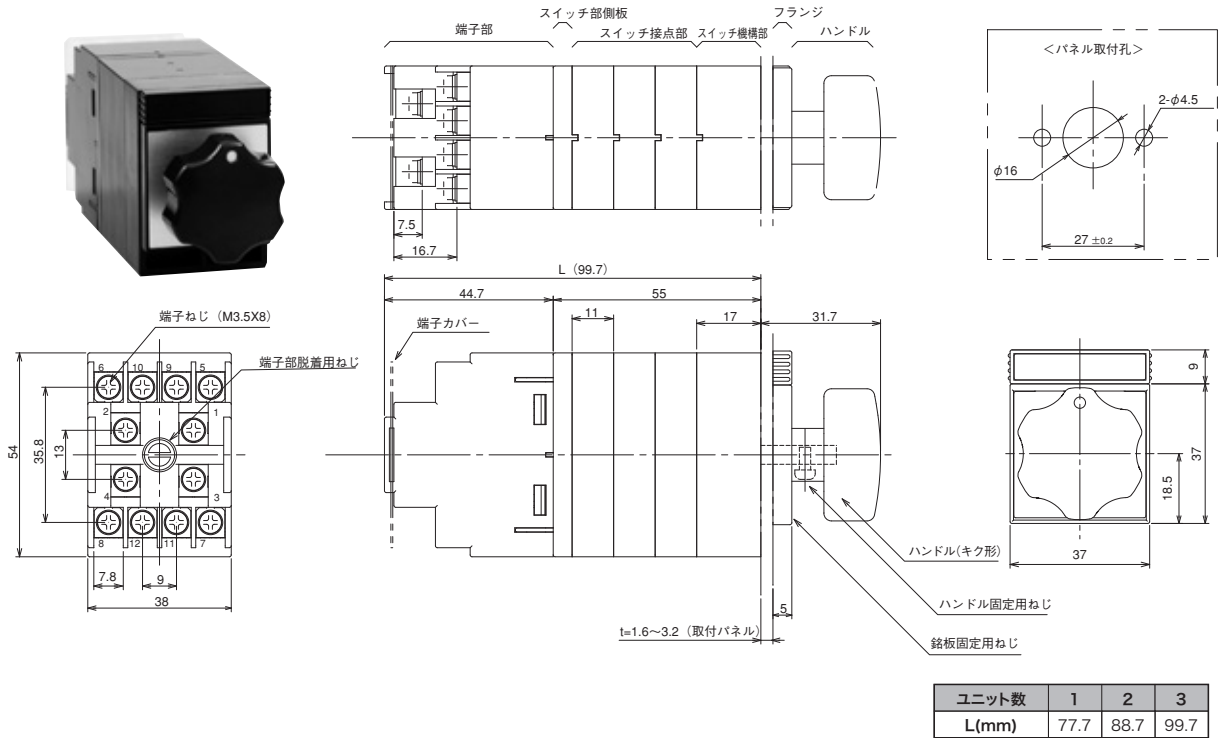 スイッチ部側板
フランジ
端子部
スイッチ接点部
スイッチ機構部
ハンドル
7.5
16.7
＜パネル取付孔＞
2-φ4.5
φ16
27 ±0.2
L（99.7）
44.7
55
11
17
31.7
端子カバー
端子ねじ（M3.5X8）
端子部脱着用ねじ
6 10 9 5
2 1
4 3
8 12 11 7
54
35.8
13
7.8
9
38
9
37
18.5
37
ハンドル(キク形)
ハンドル固定用ねじ
5
t=1.6～3.2（取付パネル）
銘板固定用ねじ
ユニット数 1 2 3
L(mm) 77.7 88.7 99.7